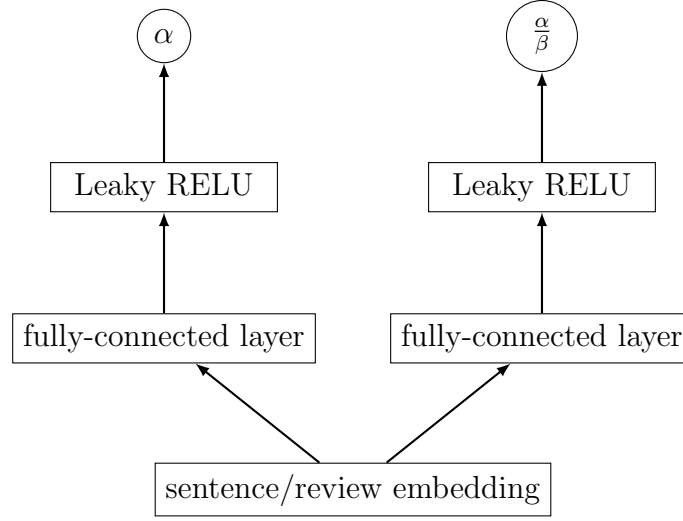 α
α/β
Leaky RELU
Leaky RELU
fully-connected layer
fully-connected layer
sentence/review embedding